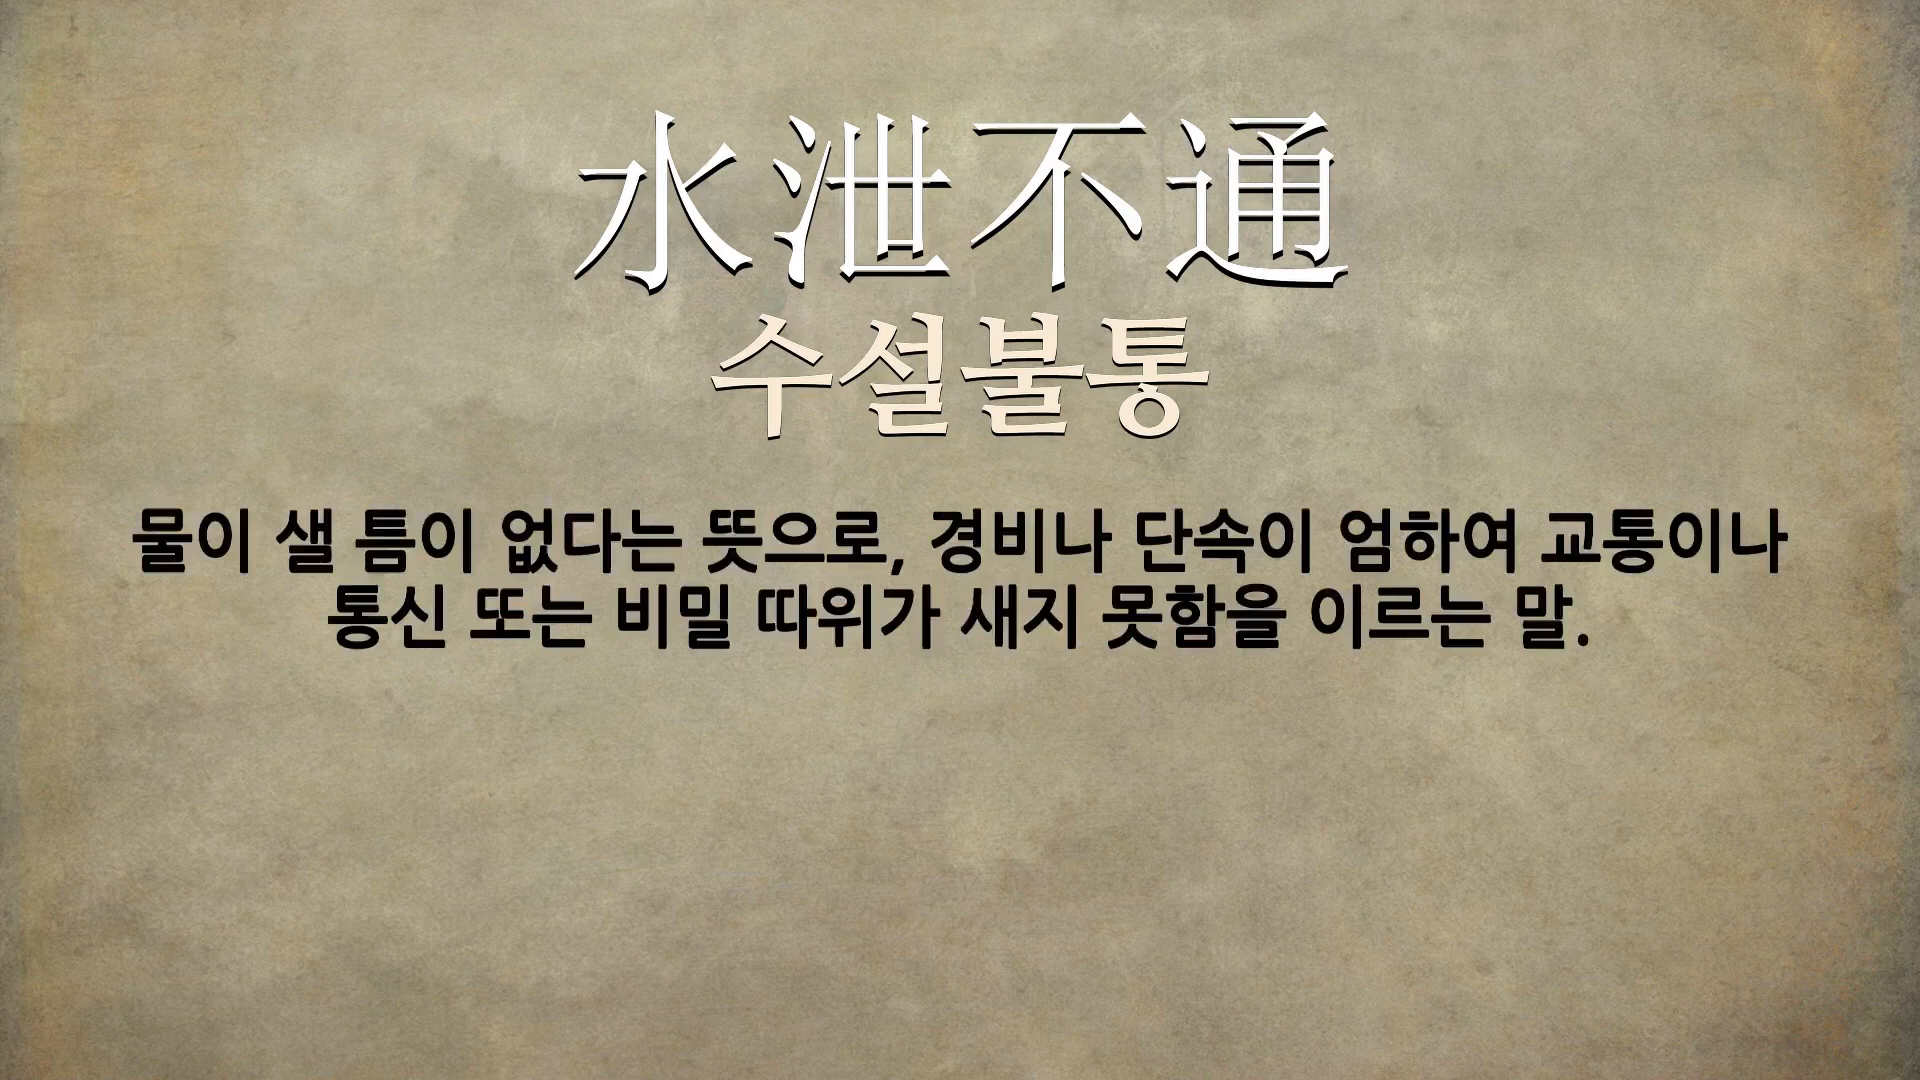 水泄不通
수설불통
물이 샐 틈이 없다는 뜻으로, 경비나 단속이 엄하여 교통이나
통신 또는 비밀 따위가 새지 못함을 이르는 말.